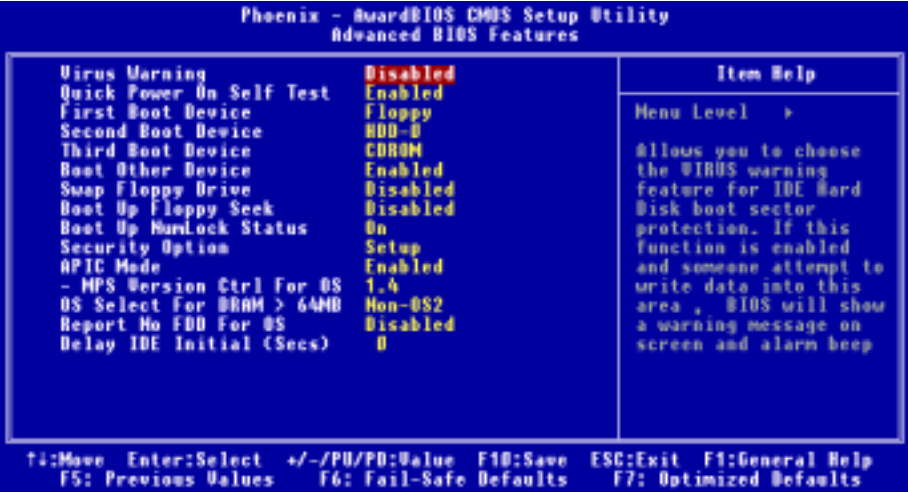 Phoenix - AwardBIOS CMOS Setup Utility
Advanced BIOS Features
Virus Warning Disabled
Quick Power On Self Test Enabled
First Boot Device Floppy
Second Boot Device HDD-0
Third Boot Device CDROM
Boot Other Device Enabled
Swap Floppy Drive Disabled
Boot Up Floppy Seek Disabled
Boot Up NumLock Status On
Security Option Setup
APIC Mode Enabled
- MPS Version Ctrl For OS 1.4
OS Select For DRAM > 64MB Non-OS2
Report No FDD For OS Disabled
Delay IDE Initial (Secs) 0
Item Help
Menu Level ▸
Allows you to choose
the VIRUS warning
feature for IDE Hard
Disk boot sector
protection. If this
function is enabled
and someone attempt to
write data into this
area , BIOS will show
a warning message on
screen and alarm beep
↑↓:Move Enter:Select +/-/PU/PD:Value F10:Save ESC:Exit F1:General Help
F5: Previous Values F6: Fail-Safe Defaults F7: Optimized Defaults